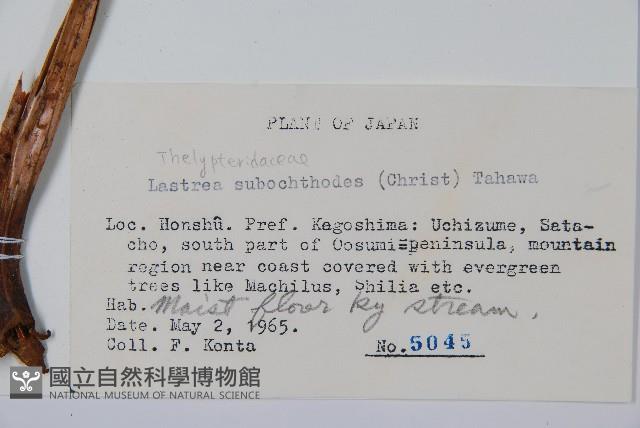 PLANTS OF JAPAN
Thelypteridaceae
Lastrea subochthodes (Christ) Tahawa
Loc. Honshû. Pref. Kagoshima: Uchizume, Sata-
cho, south part of Oosumi=peninsula, mountain
region near coast covered with evergreen
trees like Machilus, Shilia etc.
Hab. Moist floor by stream.
Date. May 2, 1965.
Coll. F. Konta No. 5045
國立自然科學博物館
NATIONAL MUSEUM OF NATURAL SCIENCE